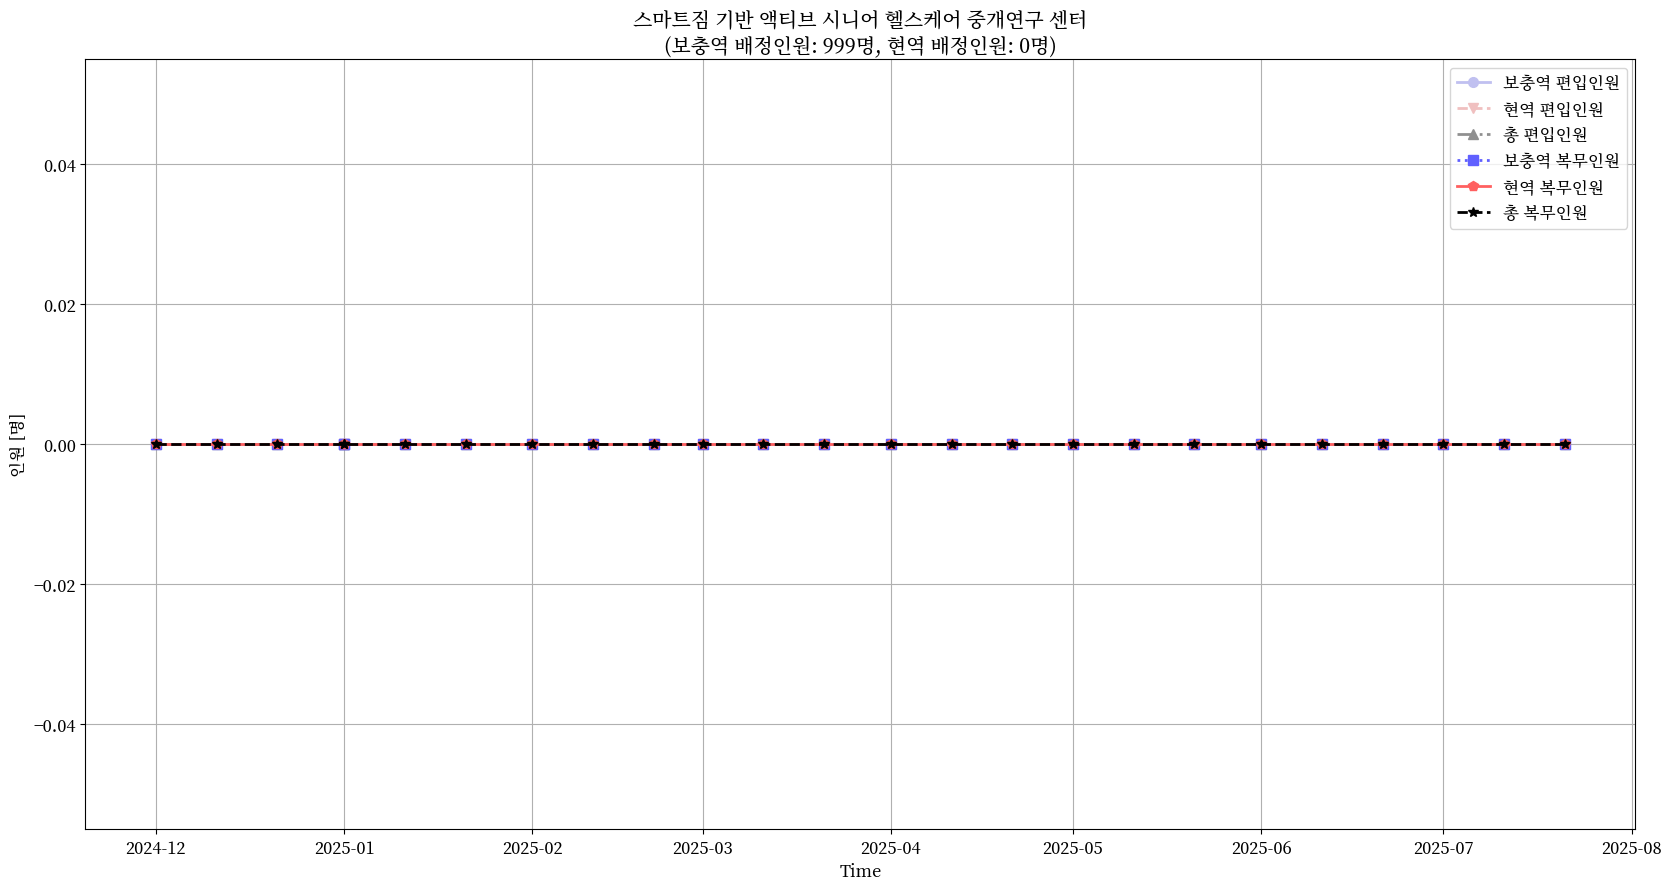 스마트짐 기반 액티브 시니어 헬스케어 중개연구 센터
(보충역 배정인원: 999명, 현역 배정인원: 0명)
보충역 편입인원
현역 편입인원
총 편입인원
보충역 복무인원
현역 복무인원
총 복무인원
인원 [명]
0.04
0.02
0.00
−0.02
−0.04
2024-12
2025-01
2025-02
2025-03
2025-04
2025-05
2025-06
2025-07
2025-08
Time